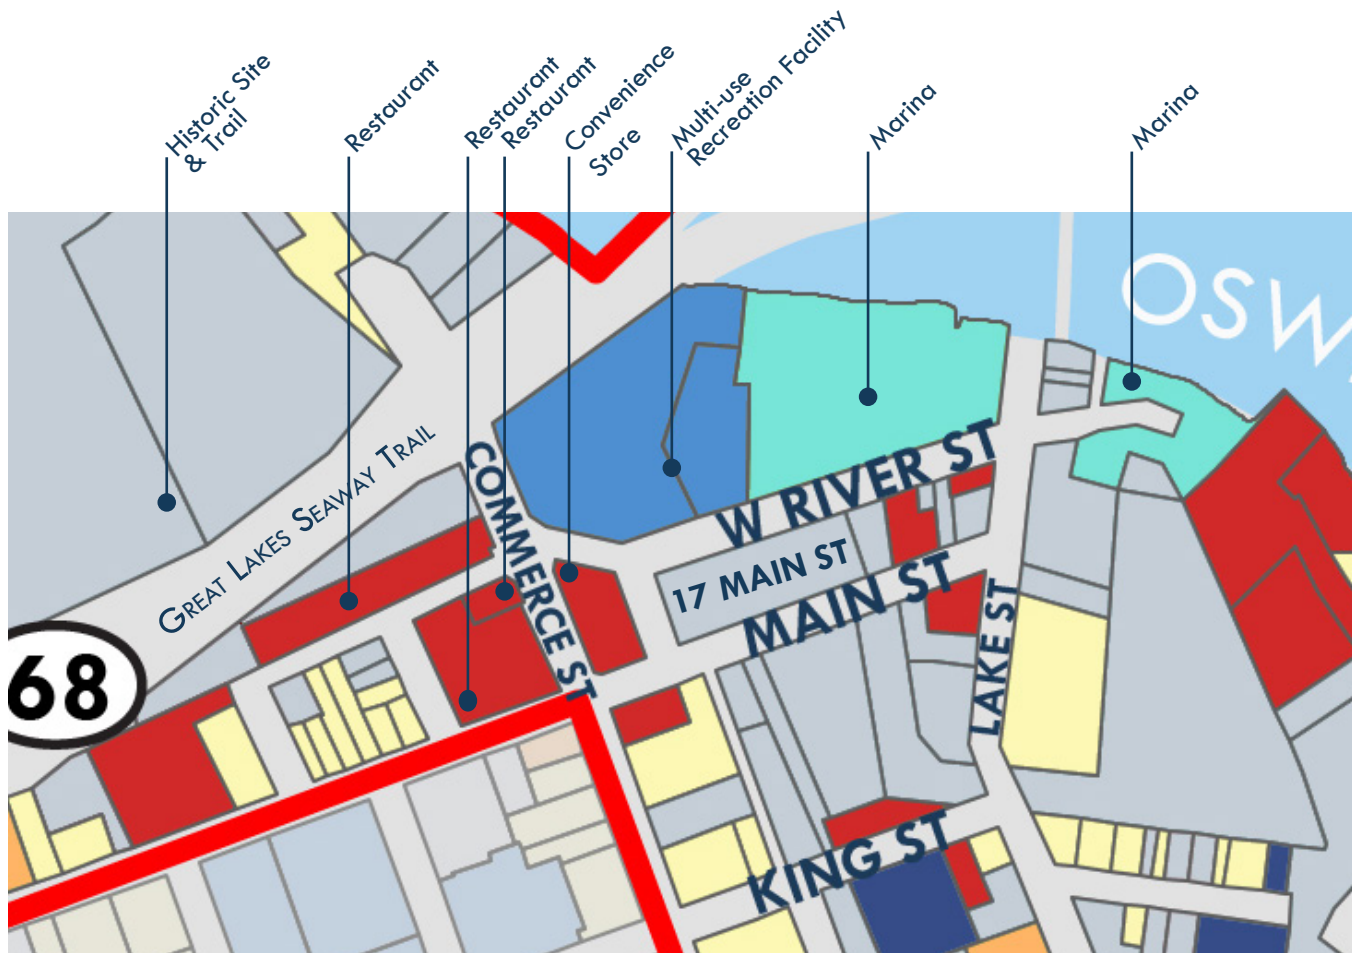 Historic Site
& Trail
Restaurant
Restaurant
Restaurant
Convenience
Store
Multi-use
Recreation Facility
Marina
Marina
OSW
GREAT LAKES SEAWAY TRAIL
COMMERCE ST
W RIVER ST
17 MAIN ST
MAIN ST
LAKE ST
68
KING ST